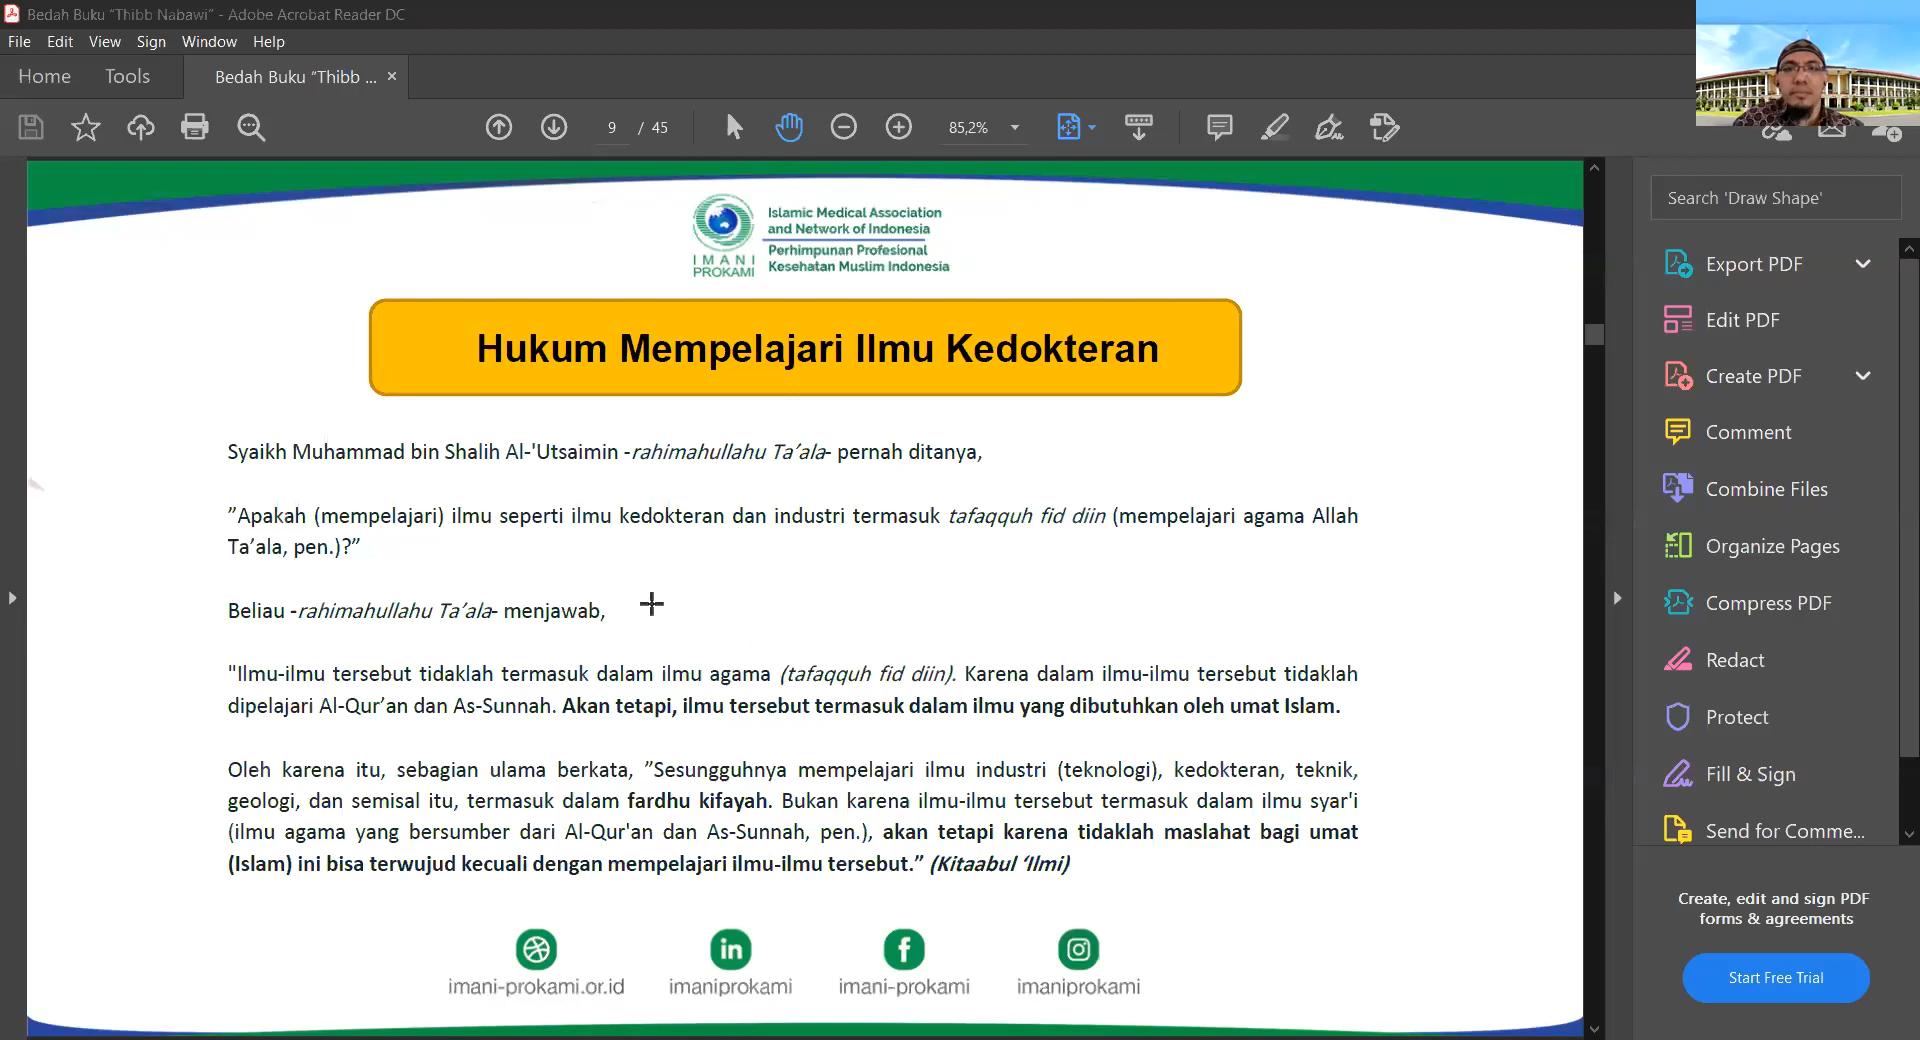 Bedah Buku “Thibb Nabawi” - Adobe Acrobat Reader DC
File Edit View Sign Window Help
Home Tools Bedah Buku “Thibb ... ×
9 / 45 85,2%
Islamic Medical Association
and Network of Indonesia
Perhimpunan Profesional
Kesehatan Muslim Indonesia
IMANI
PROKAMI
Hukum Mempelajari Ilmu Kedokteran
Syaikh Muhammad bin Shalih Al-'Utsaimin -rahimahullahu Ta’ala- pernah ditanya,
”Apakah (mempelajari) ilmu seperti ilmu kedokteran dan industri termasuk tafaqquh fid diin (mempelajari agama Allah
Ta’ala, pen.)?”
Beliau -rahimahullahu Ta’ala- menjawab,
"Ilmu-ilmu tersebut tidaklah termasuk dalam ilmu agama (tafaqquh fid diin). Karena dalam ilmu-ilmu tersebut tidaklah
dipelajari Al-Qur’an dan As-Sunnah. Akan tetapi, ilmu tersebut termasuk dalam ilmu yang dibutuhkan oleh umat Islam.
Oleh karena itu, sebagian ulama berkata, ”Sesungguhnya mempelajari ilmu industri (teknologi), kedokteran, teknik,
geologi, dan semisal itu, termasuk dalam fardhu kifayah. Bukan karena ilmu-ilmu tersebut termasuk dalam ilmu syar'i
(ilmu agama yang bersumber dari Al-Qur'an dan As-Sunnah, pen.), akan tetapi karena tidaklah maslahat bagi umat
(Islam) ini bisa terwujud kecuali dengan mempelajari ilmu-ilmu tersebut.” (Kitaabul ‘Ilmi)
imani-prokami.or.id imaniprokami imani-prokami imaniprokami
Search 'Draw Shape'
Export PDF
Edit PDF
Create PDF
Comment
Combine Files
Organize Pages
Compress PDF
Redact
Protect
Fill & Sign
Send for Comme...
Create, edit and sign PDF
forms & agreements
Start Free Trial